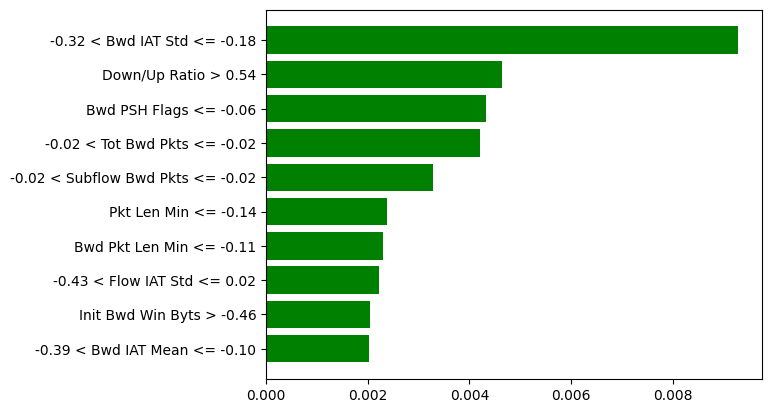 -0.32 < Bwd IAT Std <= -0.18
Down/Up Ratio > 0.54
Bwd PSH Flags <= -0.06
-0.02 < Tot Bwd Pkts <= -0.02
-0.02 < Subflow Bwd Pkts <= -0.02
Pkt Len Min <= -0.14
Bwd Pkt Len Min <= -0.11
-0.43 < Flow IAT Std <= 0.02
Init Bwd Win Byts > -0.46
-0.39 < Bwd IAT Mean <= -0.10
0.000 0.002 0.004 0.006 0.008